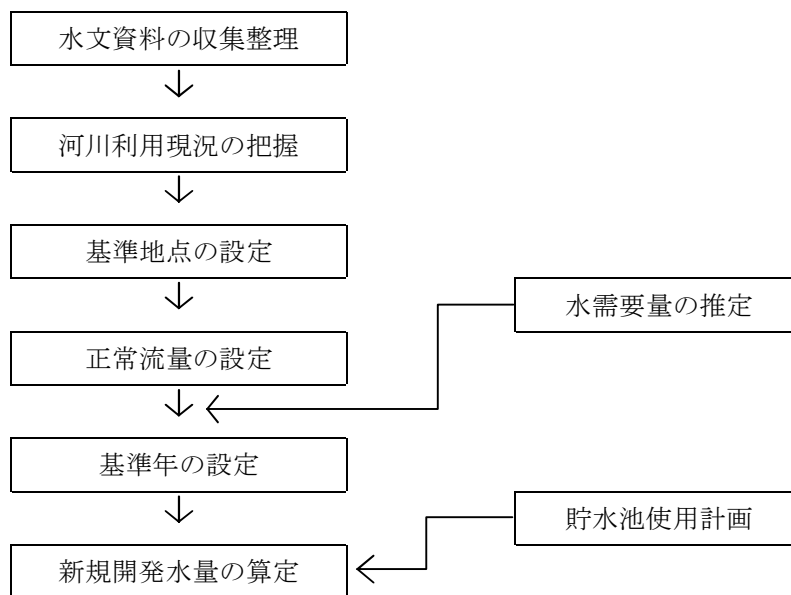 水文資料の収集整理
河川利用現況の把握
基準地点の設定
水需要量の推定
正常流量の設定
基準年の設定
貯水池使用計画
新規開発水量の算定